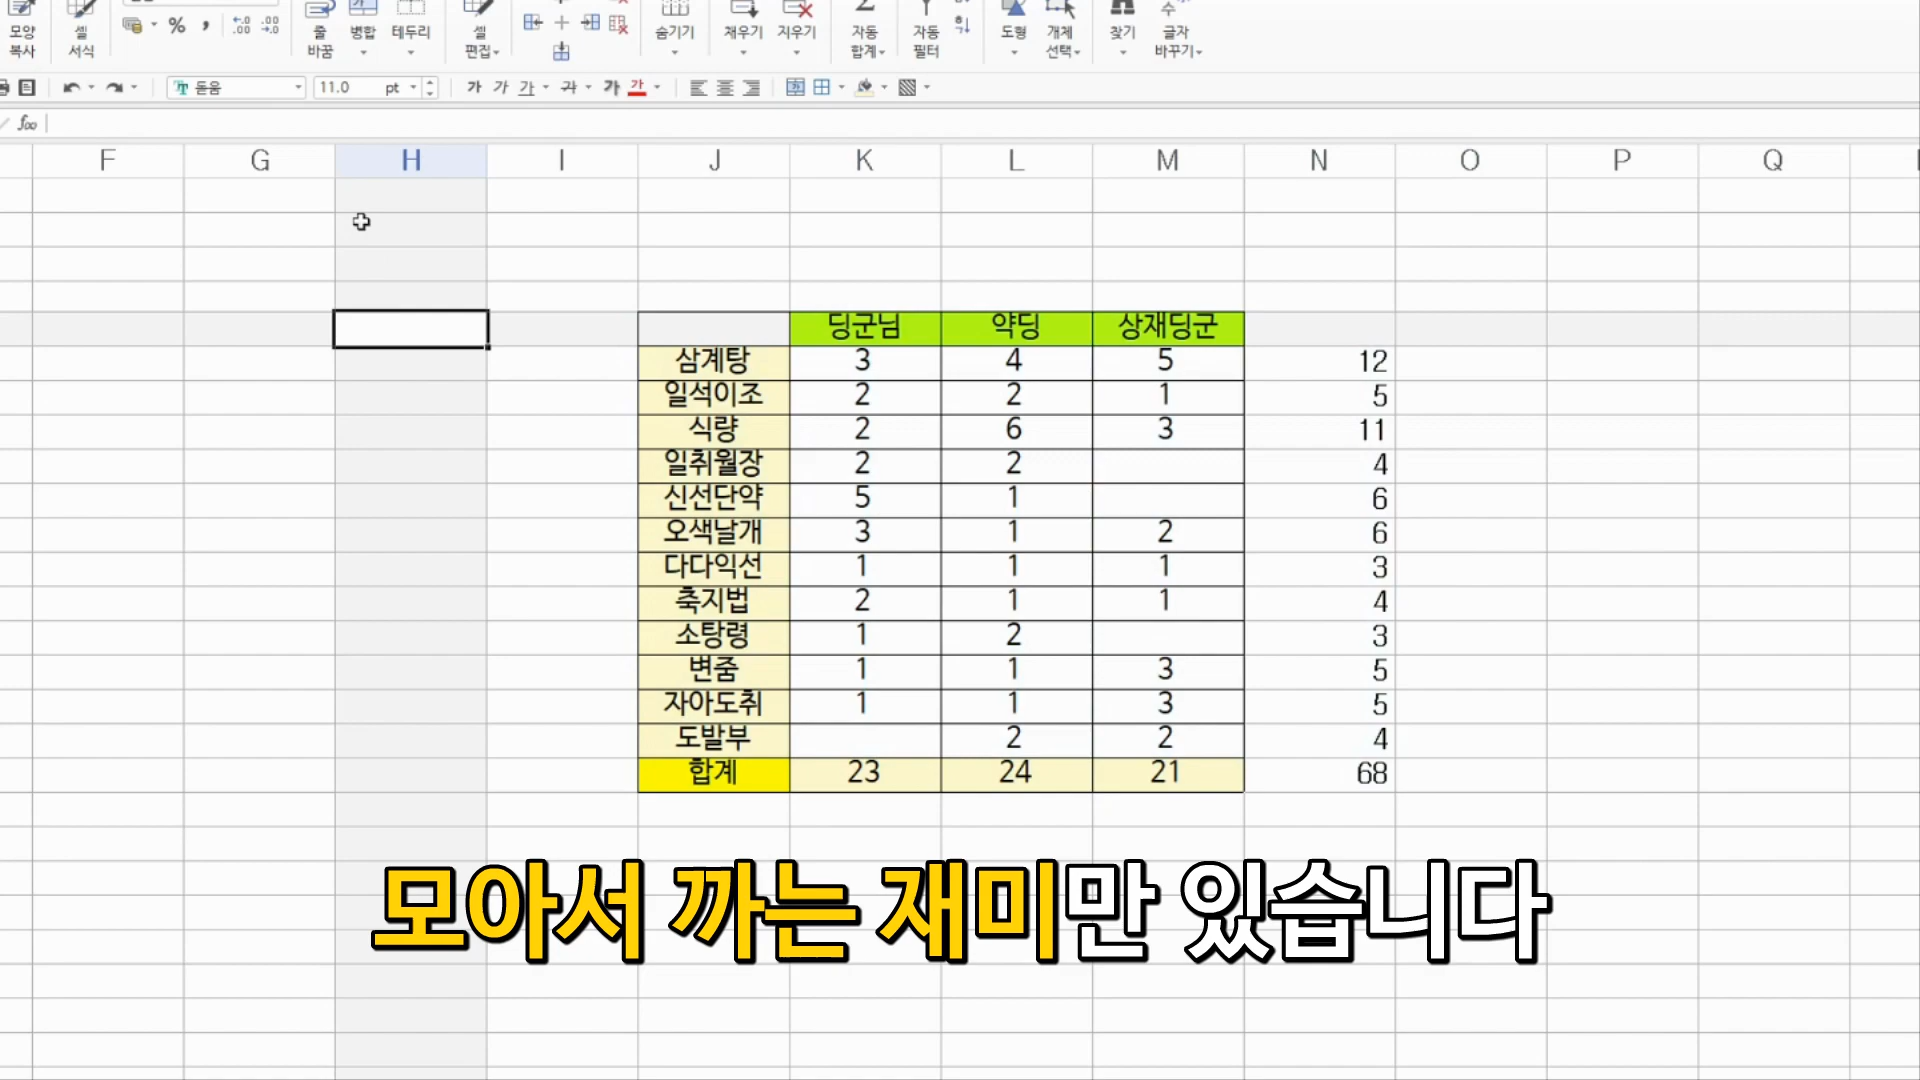 모양 복사 셀 서식 % , 줄 바꿈 병합 테두리 셀 편집 숨기기 채우기 지우기 자동 합계 자동 필터 도형 개체 선택 찾기 글자 바꾸기
돋움 11.0 pt 가 가 가 가 가 가
F G H I J K L M N O P Q
딩군님 약딩 상재딩군
삼계탕 3 4 5 12
일석이조 2 2 1 5
식량 2 6 3 11
일취월장 2 2 4
신선단약 5 1 6
오색날개 3 1 2 6
다다익선 1 1 1 3
축지법 2 1 1 4
소탕령 1 2 3
변줌 1 1 3 5
자아도취 1 1 3 5
도발부 2 2 4
합계 23 24 21 68
모아서 까는 재미만 있습니다